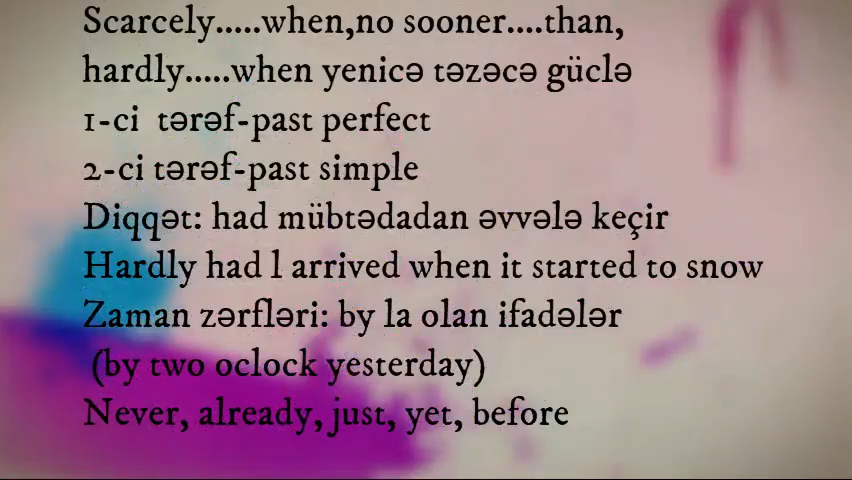 Scarcely.....when,no sooner....than,
hardly.....when yenicə təzəcə güclə
1-ci tərəf-past perfect
2-ci tərəf-past simple
Diqqət: had mübtədadan əvvələ keçir
Hardly had l arrived when it started to snow
Zaman zərfləri: by la olan ifadələr
(by two oclock yesterday)
Never, already, just, yet, before